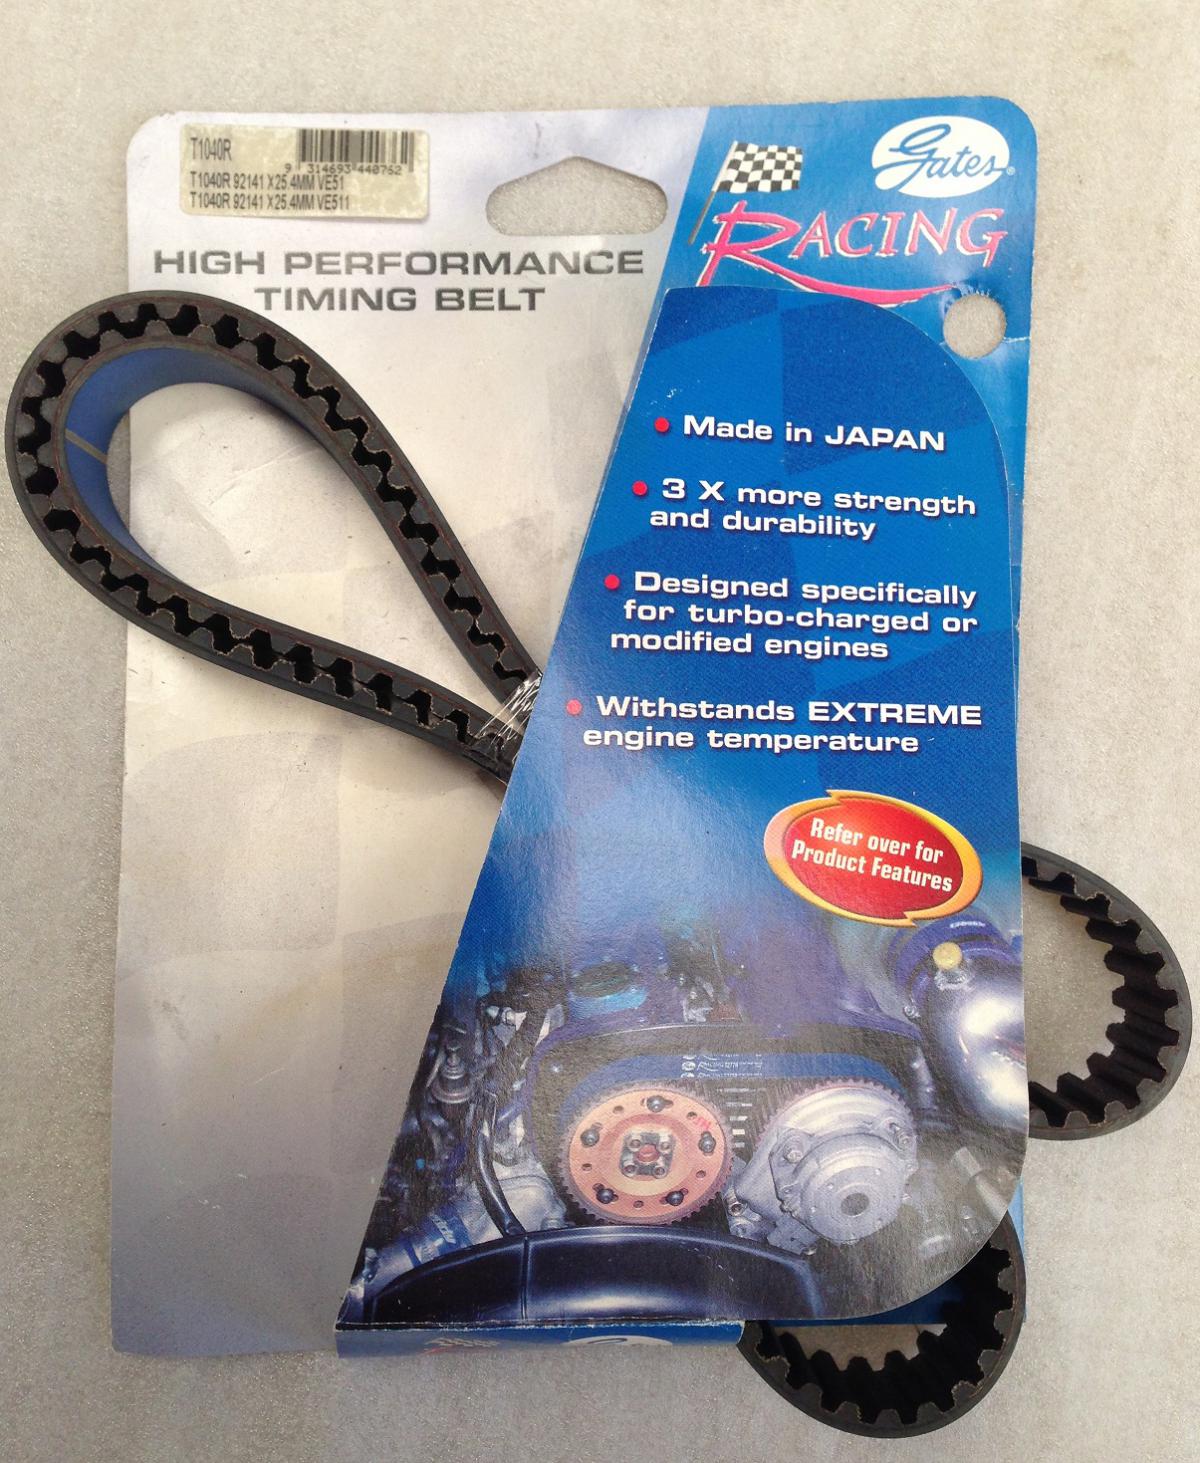 T1040R
9 314693 440762
T1040R 92141 X25.4MM VE51
T1040R 92141 X25.4MM VE511
HIGH PERFORMANCE
TIMING BELT
Gates®
RACING
• Made in JAPAN
• 3 X more strength
and durability
• Designed specifically
for turbo-charged or
modified engines
• Withstands EXTREME
engine temperature
Refer over for
Product Features